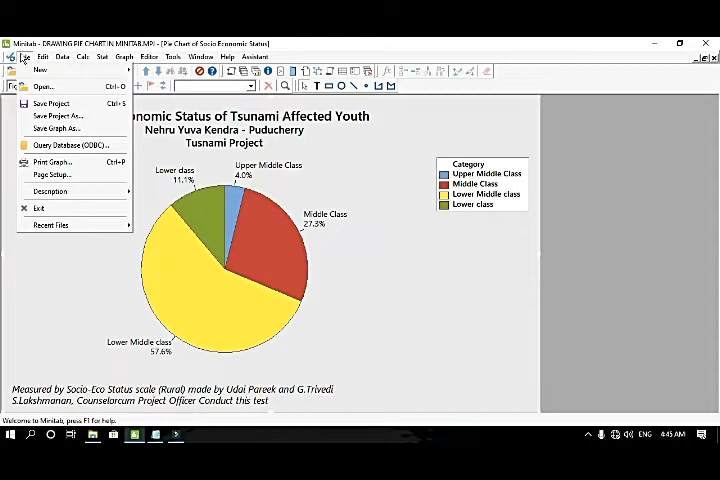 Minitab - DRAWING PIE CHART IN MINITAB.MPJ - [Pie Chart of Socio Economic Status]
Edit Data Calc Stat Graph Editor Tools Window Help Assistant
New
Open... Ctrl-O
Save Project Ctrl+S
Save Project As...
Save Graph As...
Query Database (ODBC)...
Print Graph... Ctrl+P
Page Setup...
Description
Exit
Recent Files
nomic Status of Tsunami Affected Youth
Nehru Yuva Kendra - Puducherry
Tusnami Project
Upper Middle Class
4.0%
Lower class
11.1%
Middle Class
27.3%
Lower Middle class
57.6%
Category
Upper Middle Class
Middle Class
Lower Middle class
Lower class
Measured by Socio-Eco Status scale (Rural) made by Udai Pareek and G.Trivedi
S.Lakshmanan, Counselorcum Project Officer Conduct this test
Welcome to Minitab, press F1 for help.
ENG 4:45 AM